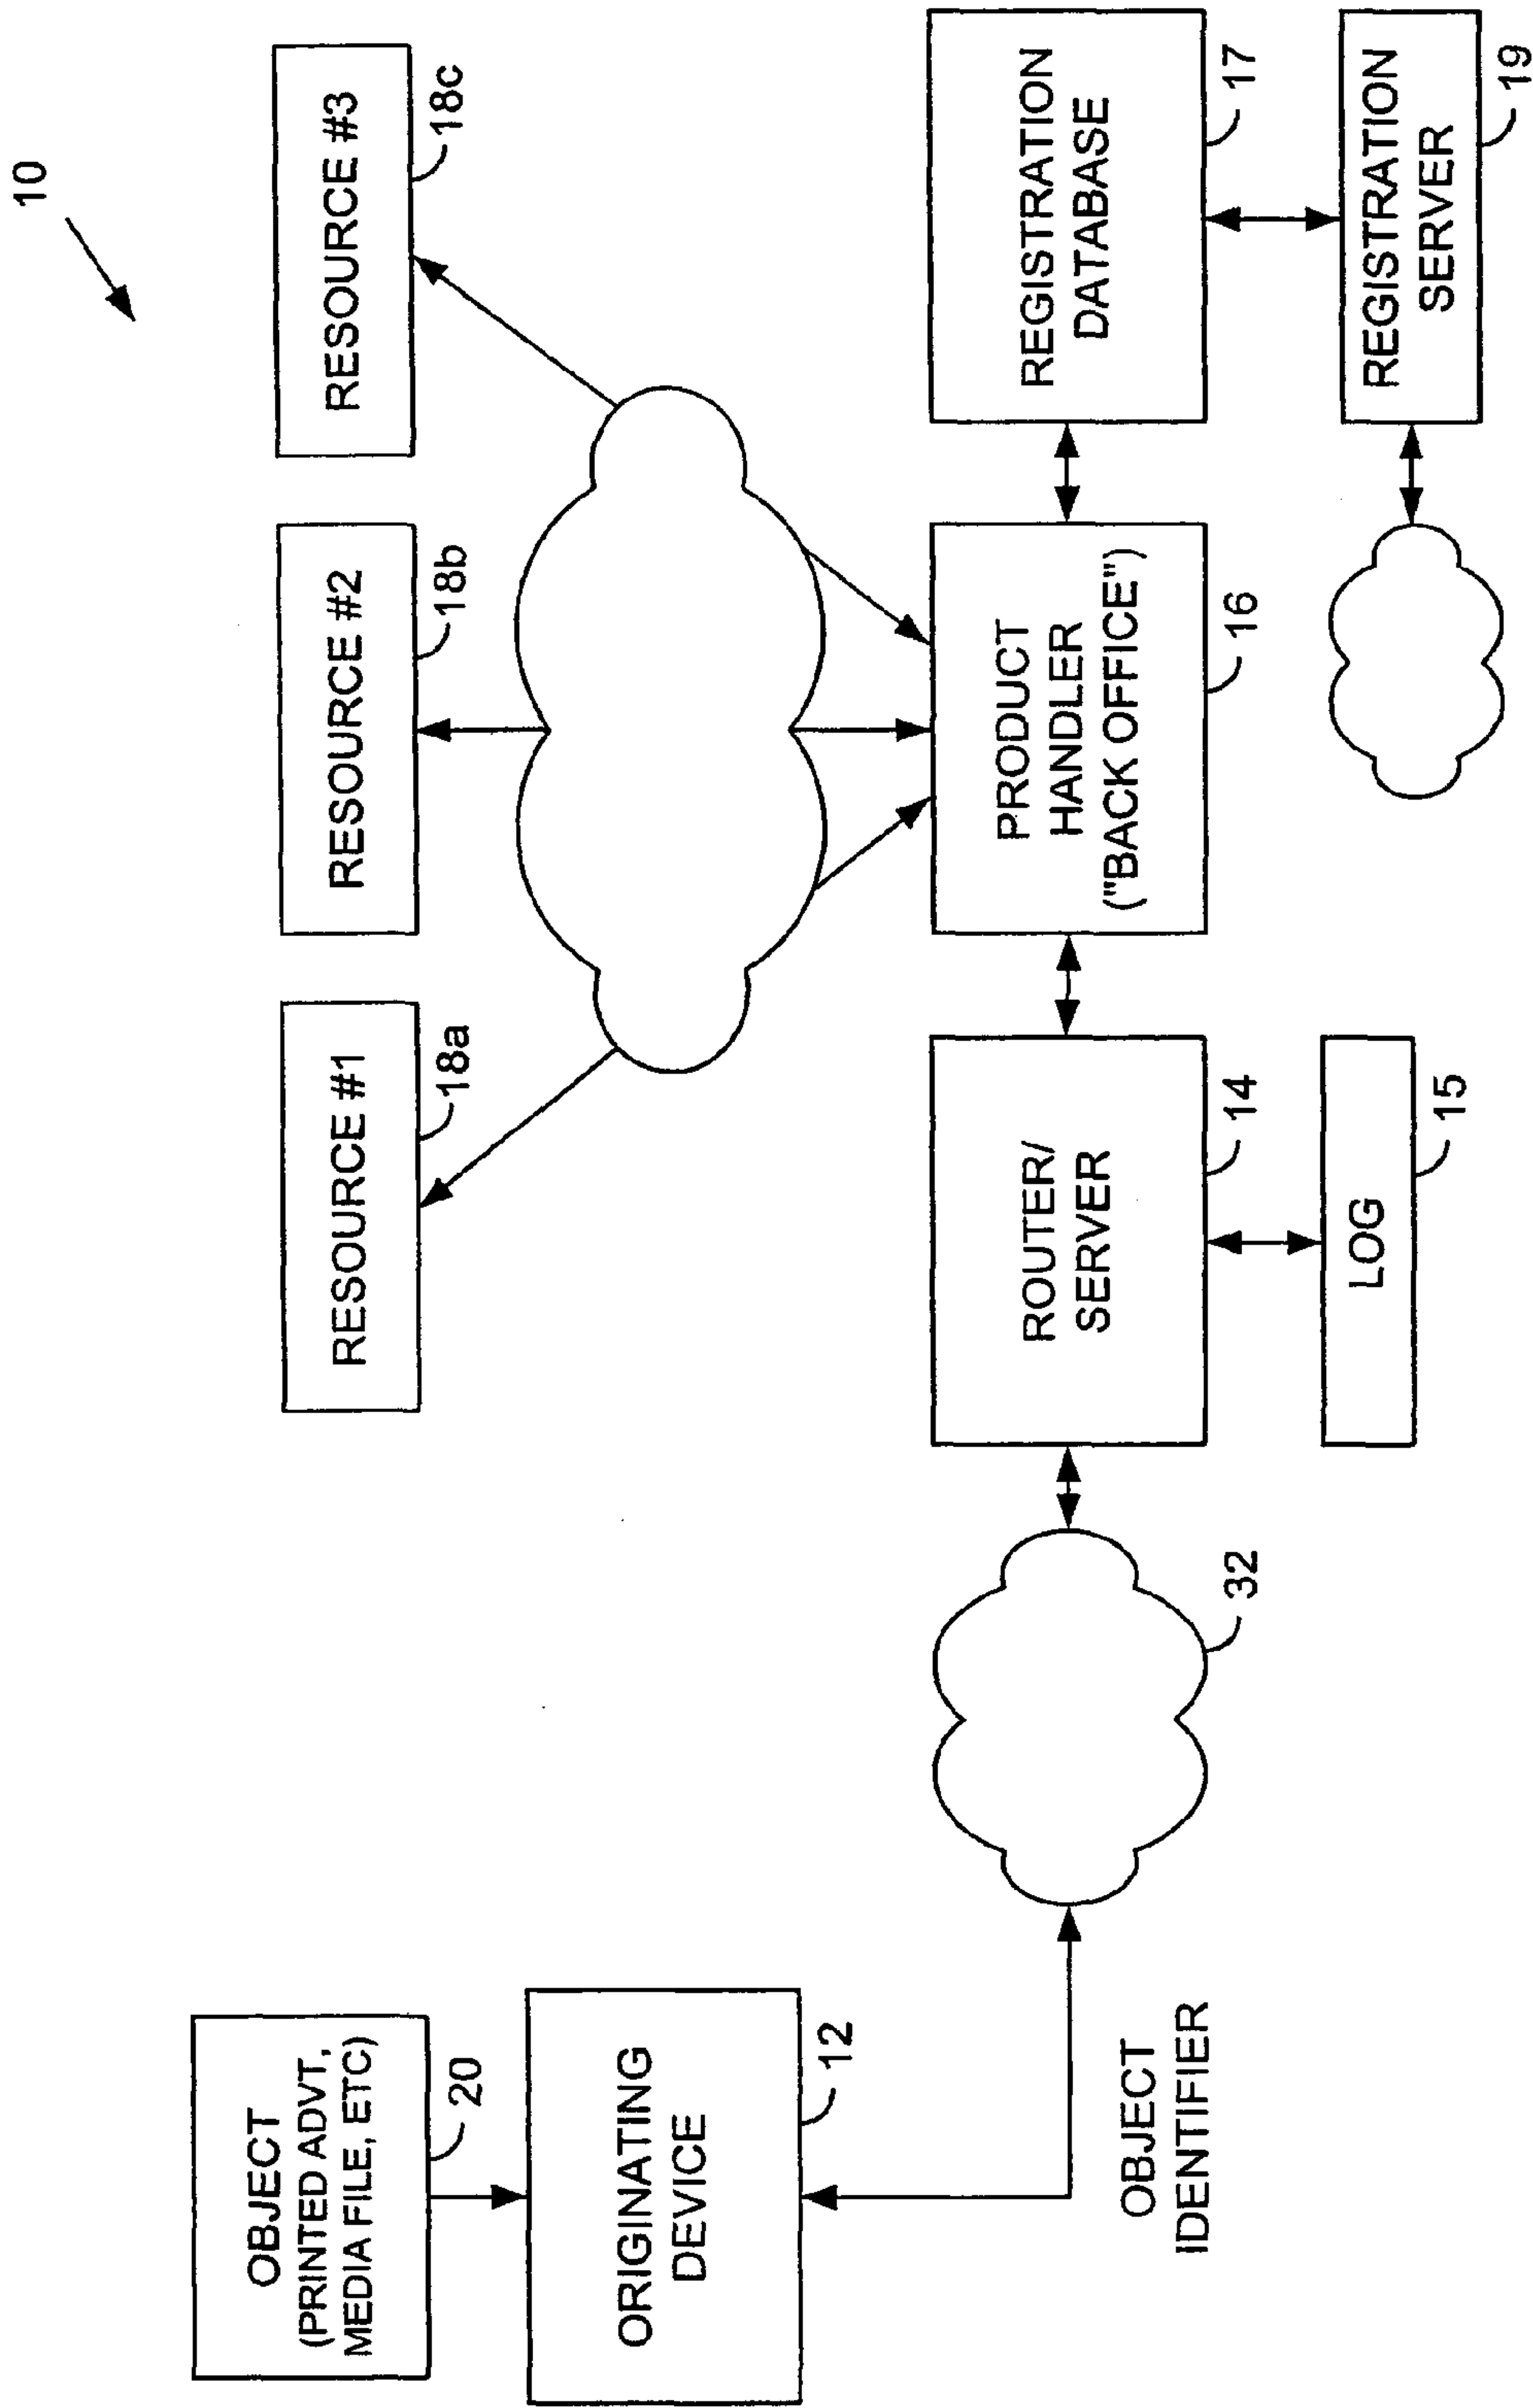 10
RESOURCE #1
18a
RESOURCE #2
18b
RESOURCE #3
18c
OBJECT
(PRINTED ADVT,
MEDIA FILE, ETC)
20
ORIGINATING
DEVICE
12
OBJECT
IDENTIFIER
32
ROUTER/
SERVER
14
LOG
15
PRODUCT
HANDLER
("BACK OFFICE")
16
REGISTRATION
DATABASE
17
REGISTRATION
SERVER
19